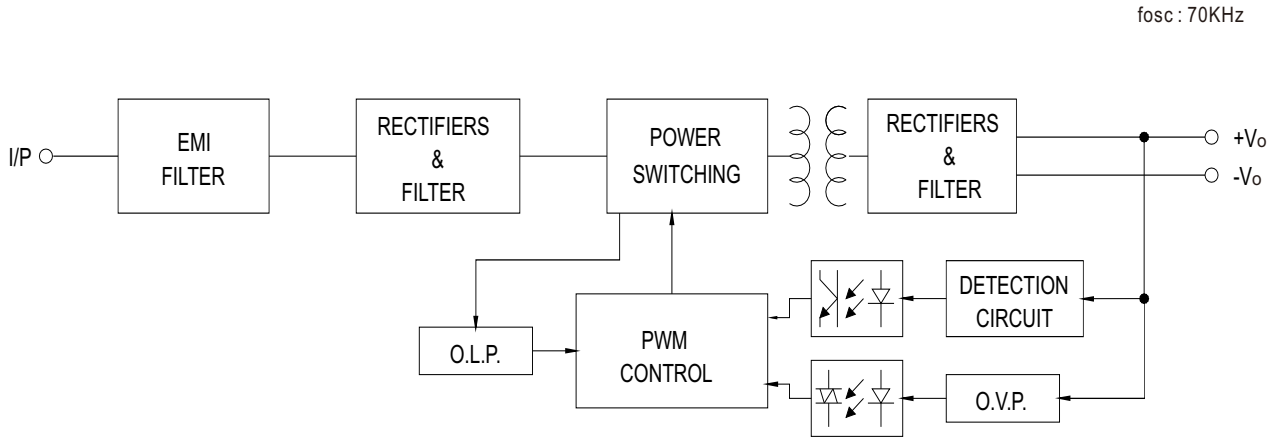 fosc : 70KHz
I/P
EMI
FILTER
RECTIFIERS
&
FILTER
POWER
SWITCHING
RECTIFIERS
&
FILTER
+Vo
-Vo
O.L.P.
PWM
CONTROL
DETECTION
CIRCUIT
O.V.P.